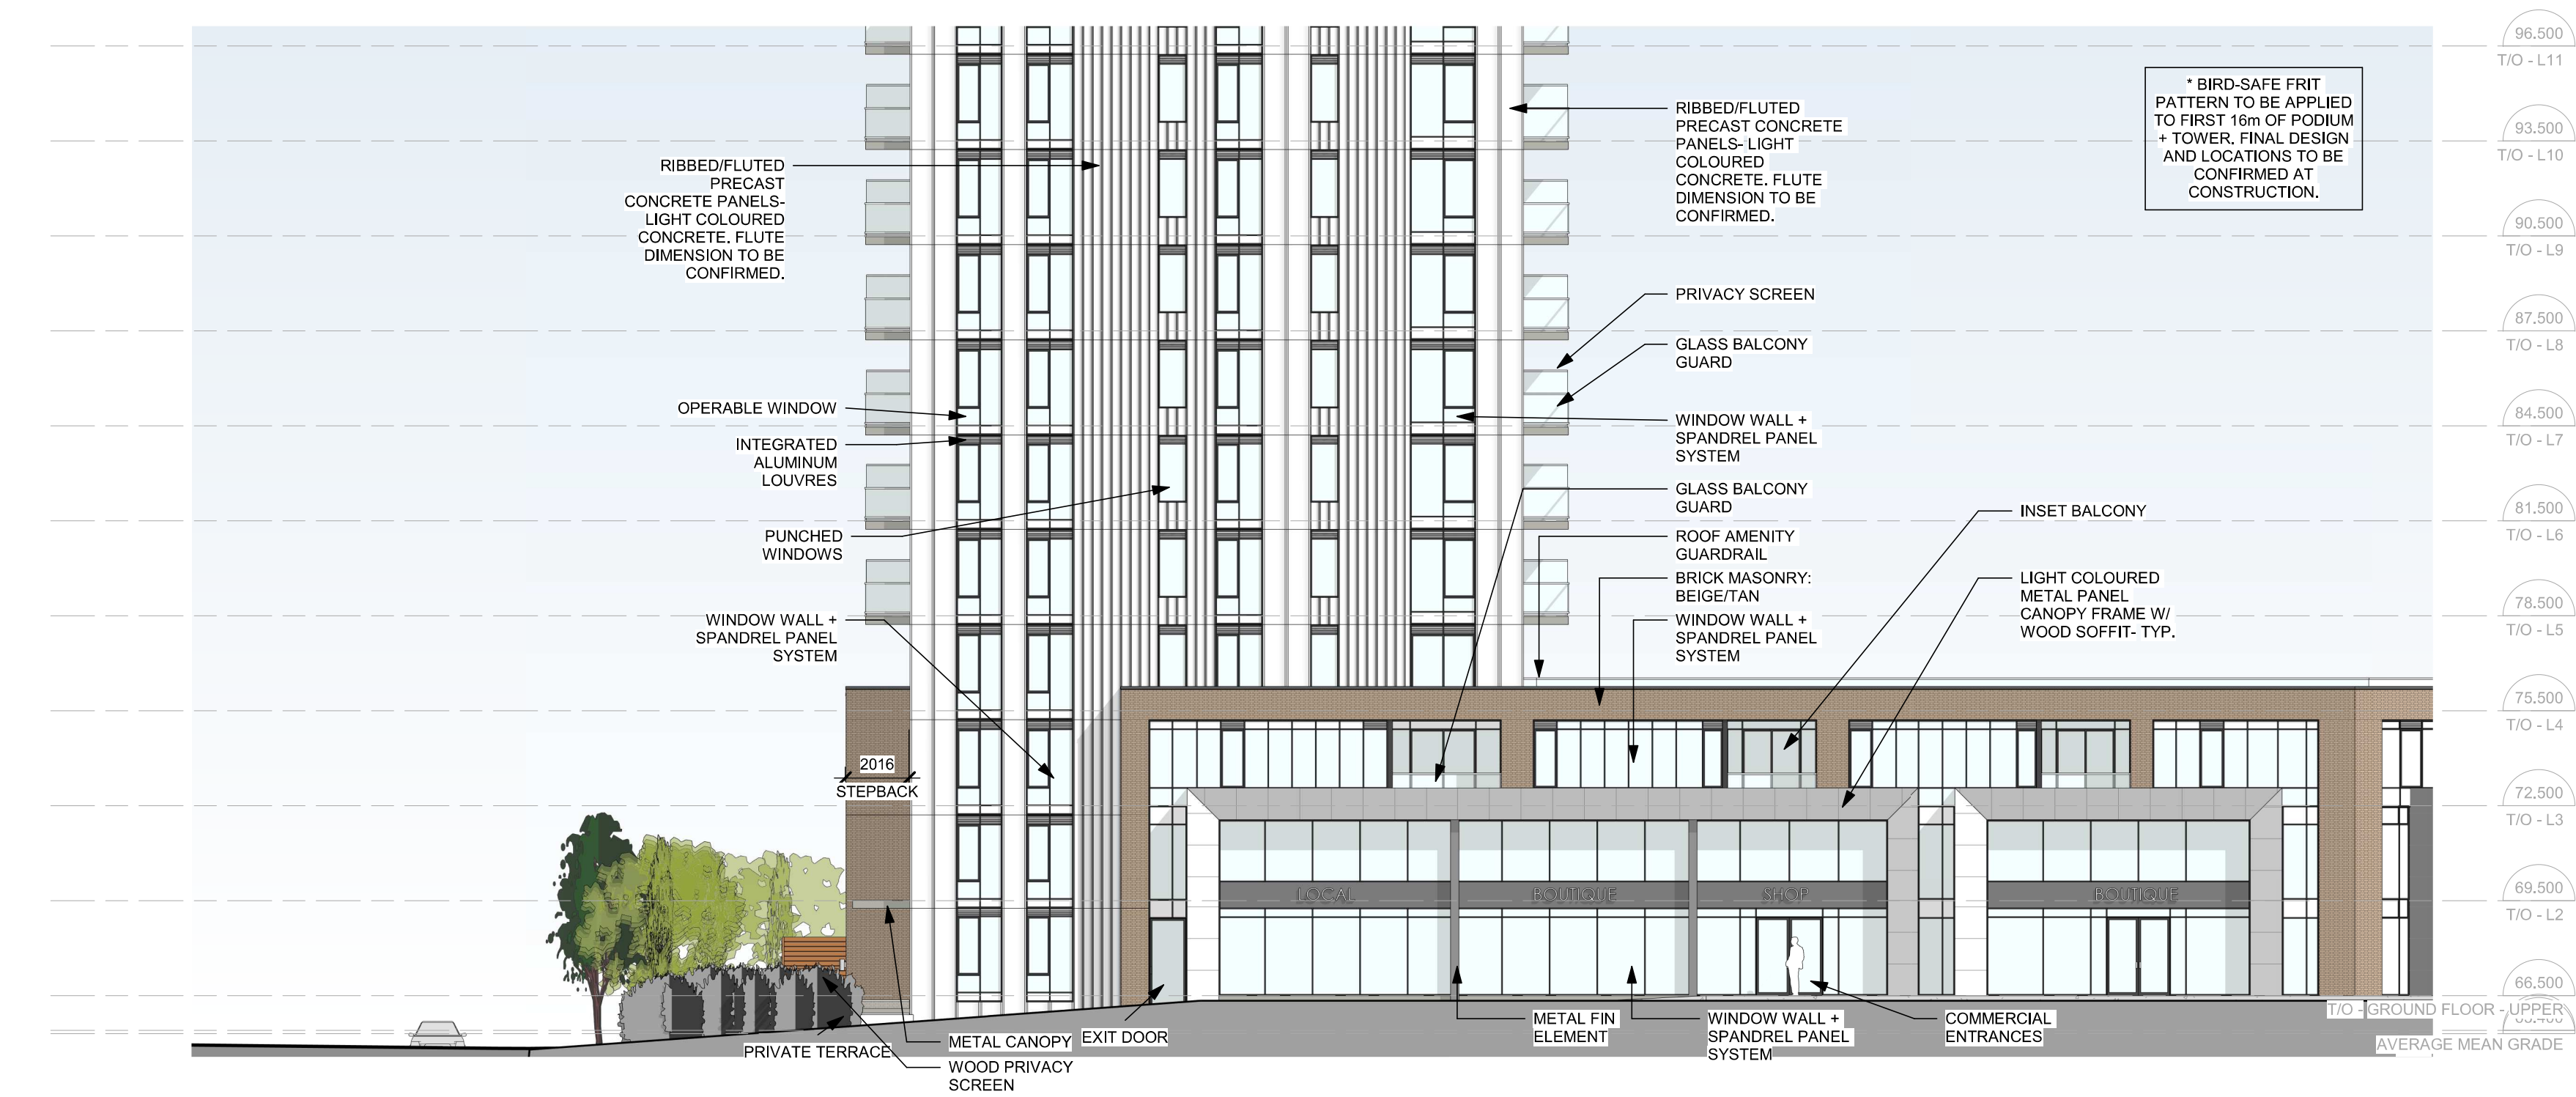 96.500
T/O - L11
93.500
T/O - L10
90.500
T/O - L9
87.500
T/O - L8
84.500
T/O - L7
81.500
T/O - L6
78.500
T/O - L5
75.500
T/O - L4
72.500
T/O - L3
69.500
T/O - L2
66.500
T/O - GROUND FLOOR - UPPER
AVERAGE MEAN GRADE
* BIRD-SAFE FRIT
PATTERN TO BE APPLIED
TO FIRST 16m OF PODIUM
+ TOWER. FINAL DESIGN
AND LOCATIONS TO BE
CONFIRMED AT
CONSTRUCTION.
RIBBED/FLUTED
PRECAST
CONCRETE PANELS-
LIGHT COLOURED
CONCRETE. FLUTE
DIMENSION TO BE
CONFIRMED.
OPERABLE WINDOW
INTEGRATED
ALUMINUM
LOUVRES
PUNCHED
WINDOWS
WINDOW WALL +
SPANDREL PANEL
SYSTEM
2016
STEPBACK
RIBBED/FLUTED
PRECAST CONCRETE
PANELS- LIGHT
COLOURED
CONCRETE. FLUTE
DIMENSION TO BE
CONFIRMED.
PRIVACY SCREEN
GLASS BALCONY
GUARD
WINDOW WALL +
SPANDREL PANEL
SYSTEM
GLASS BALCONY
GUARD
ROOF AMENITY
GUARDRAIL
BRICK MASONRY:
BEIGE/TAN
WINDOW WALL +
SPANDREL PANEL
SYSTEM
INSET BALCONY
LIGHT COLOURED
METAL PANEL
CANOPY FRAME W/
WOOD SOFFIT- TYP.
LOCAL
BOUTIQUE
SHOP
BOUTIQUE
PRIVATE TERRACE
METAL CANOPY
WOOD PRIVACY
SCREEN
EXIT DOOR
METAL FIN
ELEMENT
WINDOW WALL +
SPANDREL PANEL
SYSTEM
COMMERCIAL
ENTRANCES